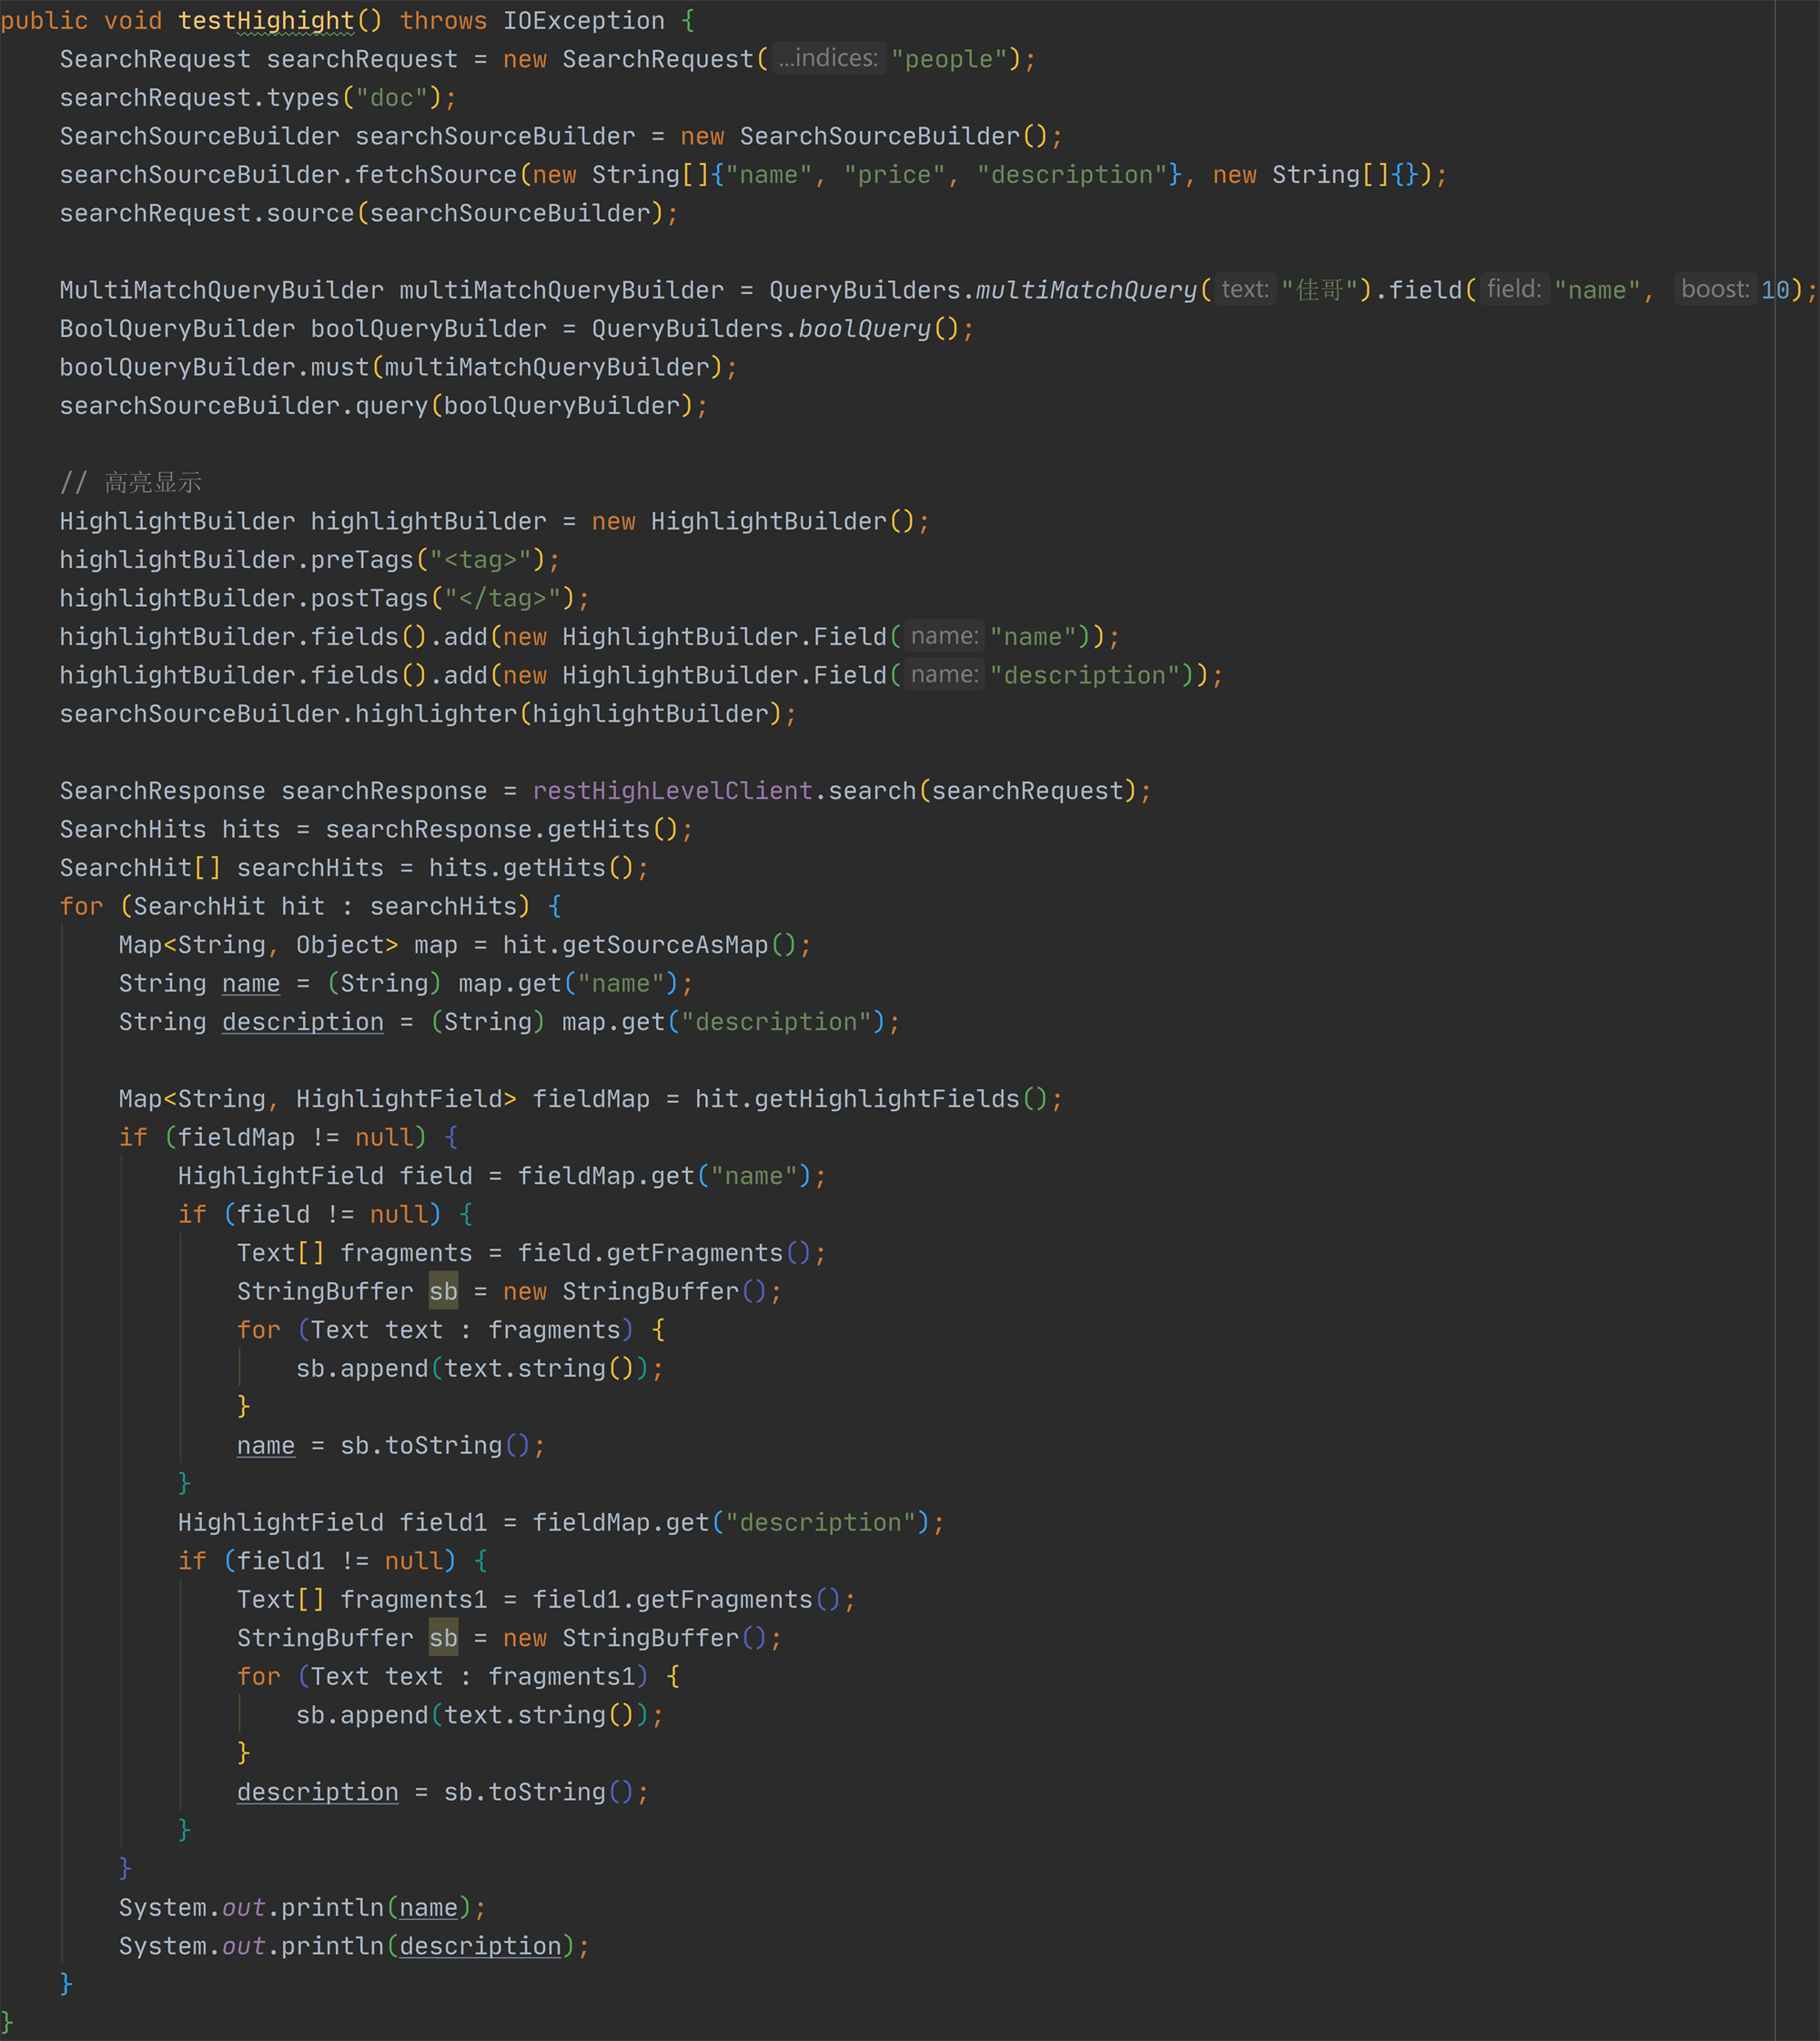 public void testHighight() throws IOException {
SearchRequest searchRequest = new SearchRequest( ...indices: "people");
searchRequest.types("doc");
SearchSourceBuilder searchSourceBuilder = new SearchSourceBuilder();
searchSourceBuilder.fetchSource(new String[]{"name", "price", "description"}, new String[]{});
searchRequest.source(searchSourceBuilder);
MultiMatchQueryBuilder multiMatchQueryBuilder = QueryBuilders.multiMatchQuery( text: "佳哥").field( field: "name", boost: 10);
BoolQueryBuilder boolQueryBuilder = QueryBuilders.boolQuery();
boolQueryBuilder.must(multiMatchQueryBuilder);
searchSourceBuilder.query(boolQueryBuilder);
// 高亮显示
HighlightBuilder highlightBuilder = new HighlightBuilder();
highlightBuilder.preTags("<tag>");
highlightBuilder.postTags("</tag>");
highlightBuilder.fields().add(new HighlightBuilder.Field( name: "name"));
highlightBuilder.fields().add(new HighlightBuilder.Field( name: "description"));
searchSourceBuilder.highlighter(highlightBuilder);
SearchResponse searchResponse = restHighLevelClient.search(searchRequest);
SearchHits hits = searchResponse.getHits();
SearchHit[] searchHits = hits.getHits();
for (SearchHit hit : searchHits) {
Map<String, Object> map = hit.getSourceAsMap();
String name = (String) map.get("name");
String description = (String) map.get("description");
Map<String, HighlightField> fieldMap = hit.getHighlightFields();
if (fieldMap != null) {
HighlightField field = fieldMap.get("name");
if (field != null) {
Text[] fragments = field.getFragments();
StringBuffer sb = new StringBuffer();
for (Text text : fragments) {
sb.append(text.string());
}
name = sb.toString();
}
HighlightField field1 = fieldMap.get("description");
if (field1 != null) {
Text[] fragments1 = field1.getFragments();
StringBuffer sb = new StringBuffer();
for (Text text : fragments1) {
sb.append(text.string());
}
description = sb.toString();
}
}
System.out.println(name);
System.out.println(description);
}
}